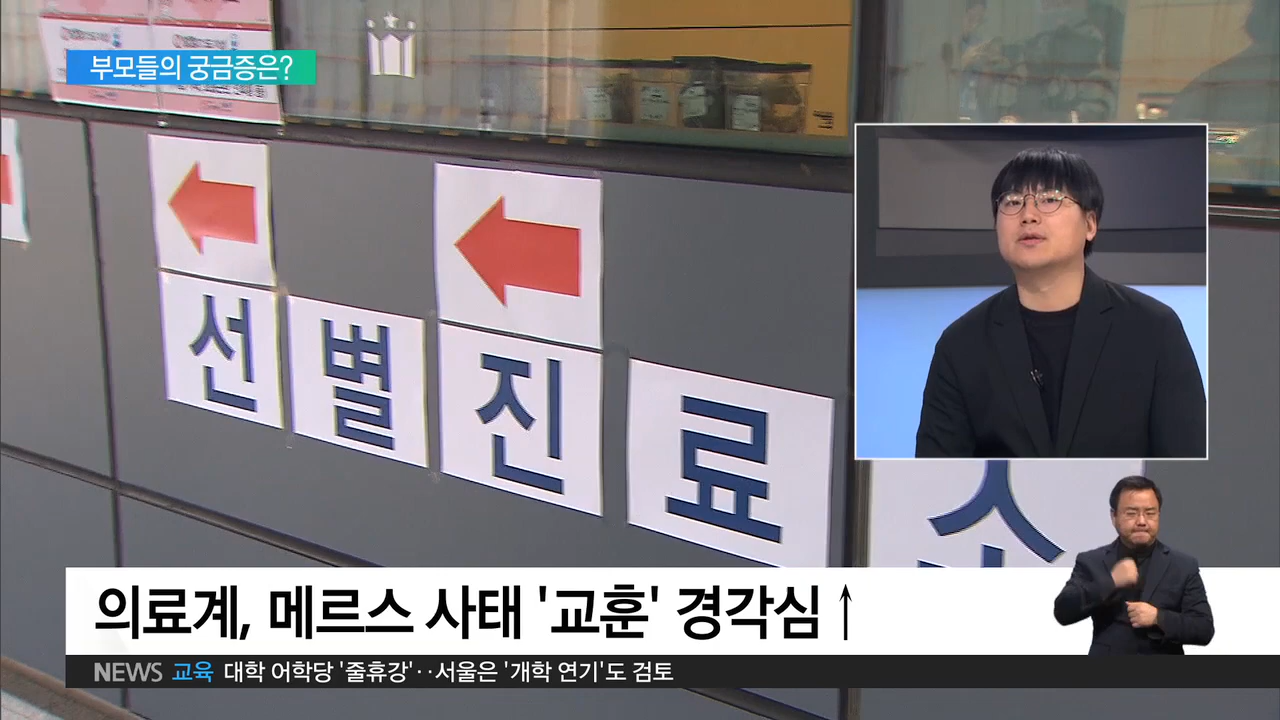 부모들의 궁금증은?
선별진료소
의료계, 메르스 사태 '교훈' 경각심↑
NEWS 교육 대학 어학당 '줄휴강'‥서울은 '개학 연기'도 검토